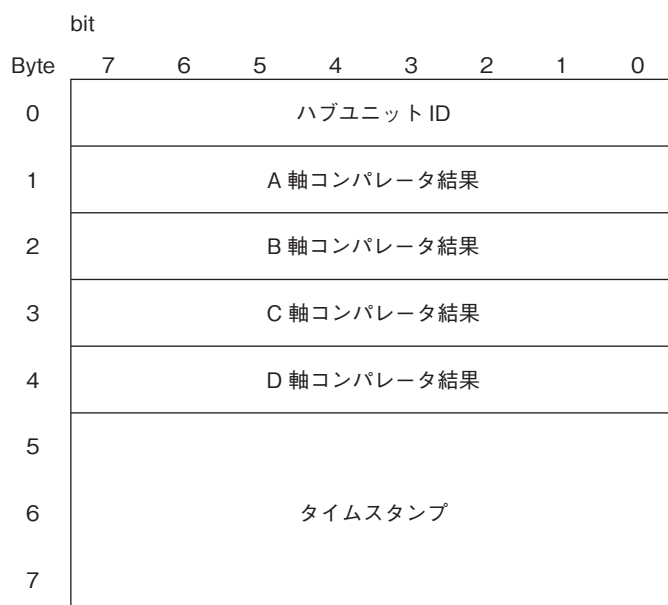 bit
Byte 7 6 5 4 3 2 1 0
0 ハブユニット ID
1 A 軸コンパレータ結果
2 B 軸コンパレータ結果
3 C 軸コンパレータ結果
4 D 軸コンパレータ結果
5
6 タイムスタンプ
7